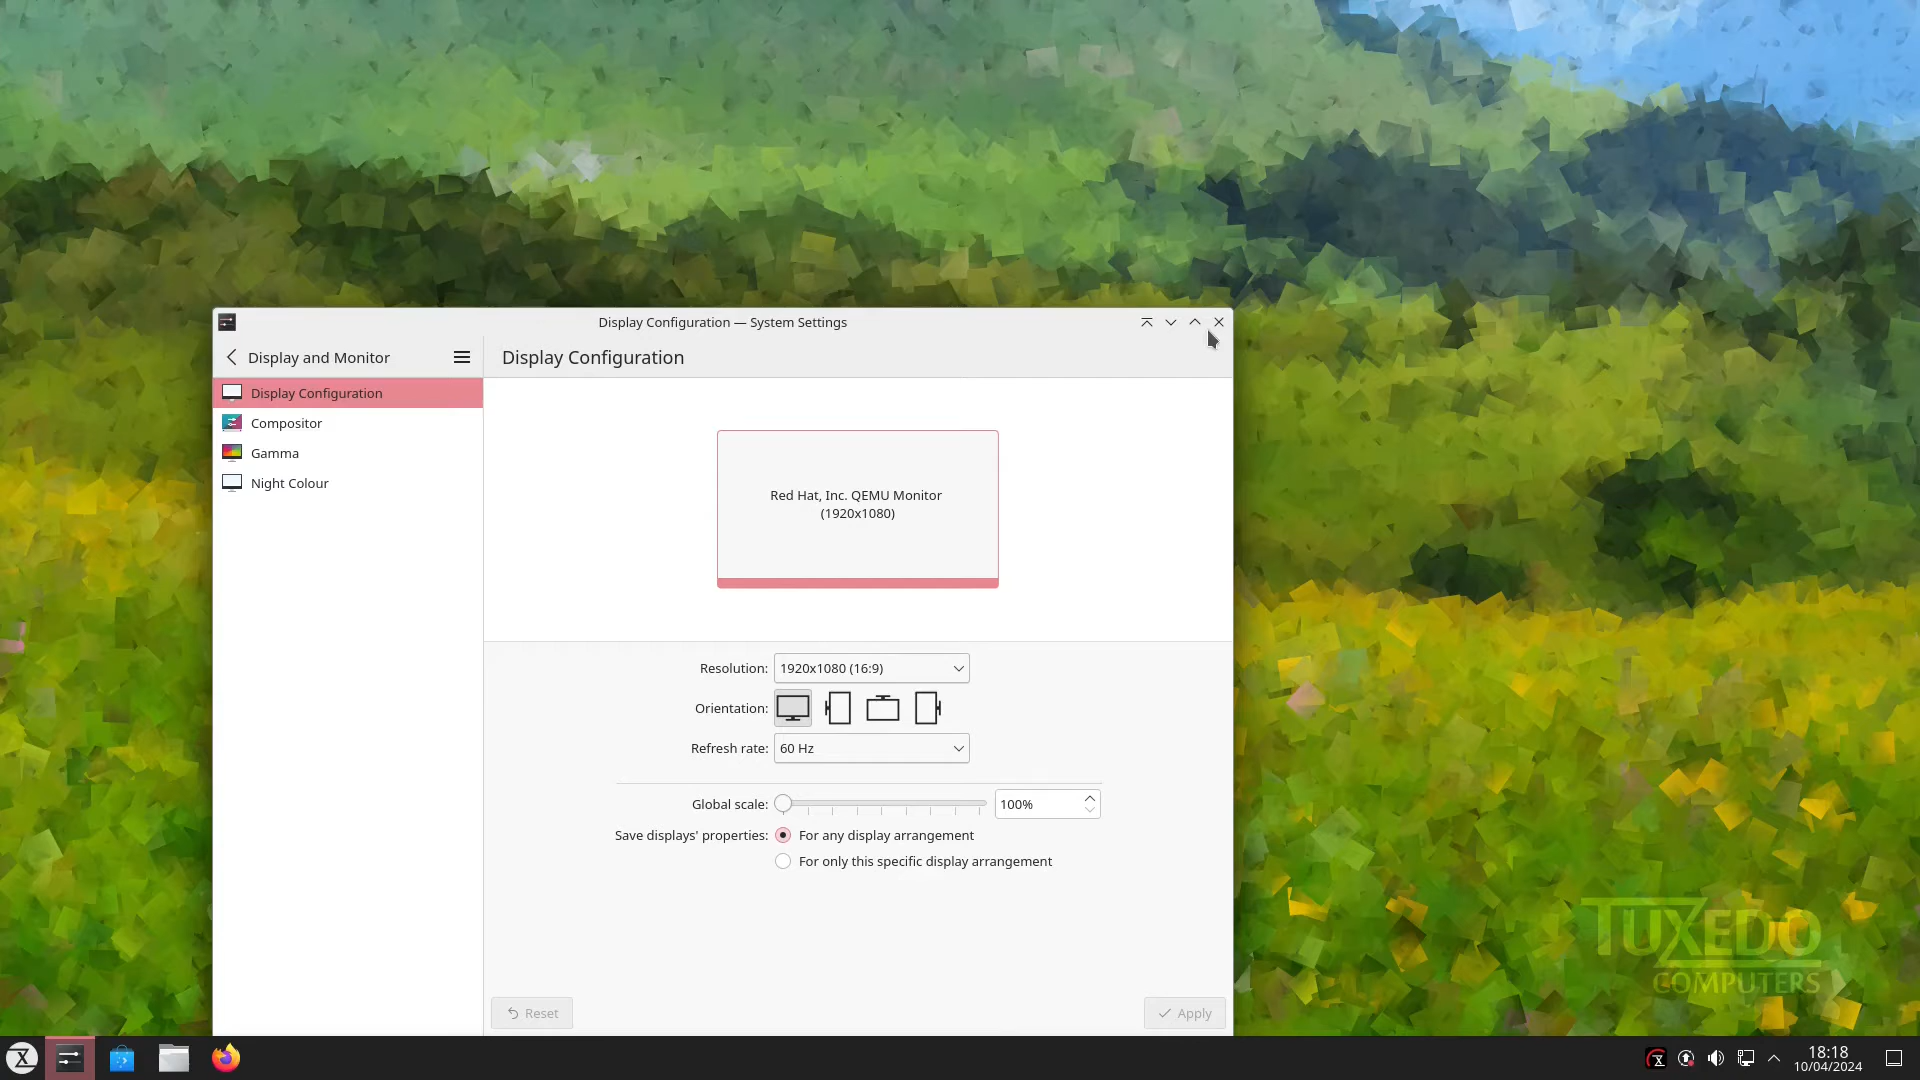 Display Configuration — System Settings
Display and Monitor
Display Configuration
Display Configuration
Compositor
Gamma
Night Colour
Red Hat, Inc. QEMU Monitor
(1920x1080)
Resolution: 1920x1080 (16:9)
Orientation:
Refresh rate: 60 Hz
Global scale: 100%
Save displays' properties: For any display arrangement
For only this specific display arrangement
Reset
Apply
TUXEDO
COMPUTERS
18:18
10/04/2024